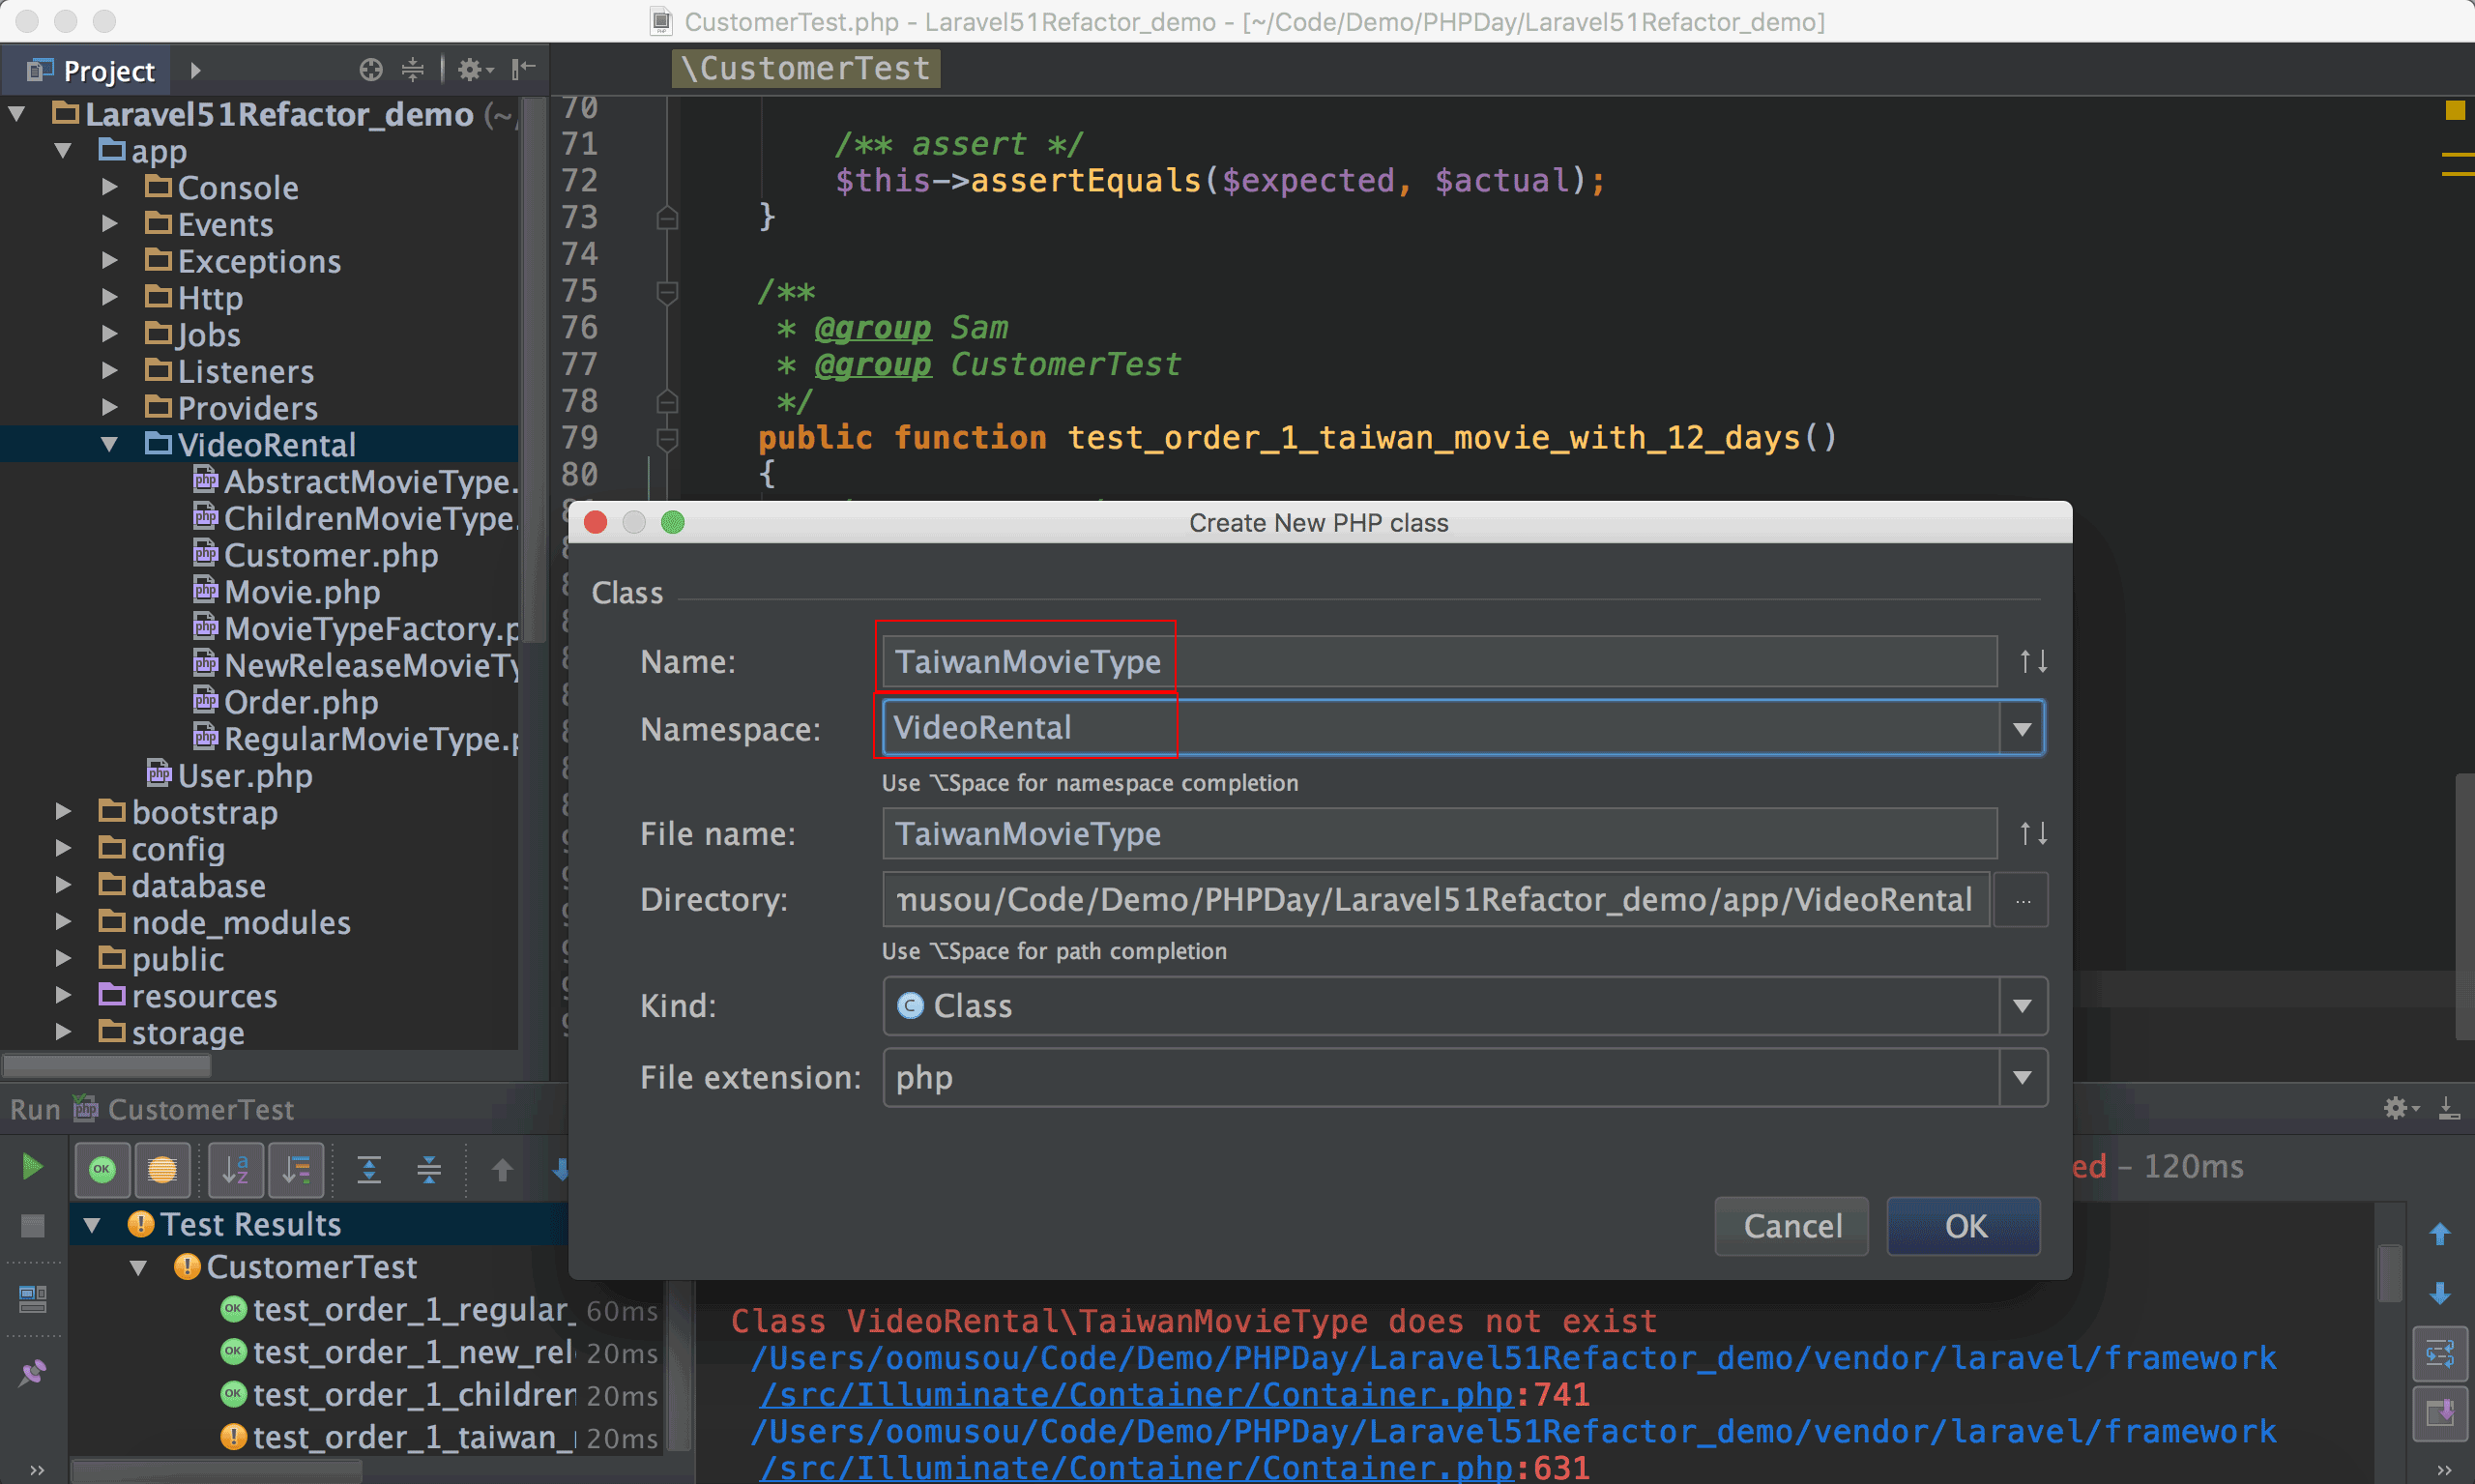 CustomerTest.php - Laravel51Refactor_demo - [~/Code/Demo/PHPDay/Laravel51Refactor_demo]
Project
\CustomerTest
Laravel51Refactor_demo (~/
app
Console
Events
Exceptions
Http
Jobs
Listeners
Providers
VideoRental
AbstractMovieType.
ChildrenMovieType.
Customer.php
Movie.php
MovieTypeFactory.p
NewReleaseMovieTy
Order.php
RegularMovieType.p
User.php
bootstrap
config
database
node_modules
public
resources
storage
70
71 /** assert */
72 $this->assertEquals($expected, $actual);
73 }
74
75 /**
76 * @group Sam
77 * @group CustomerTest
78 */
79 public function test_order_1_taiwan_movie_with_12_days()
80 {
Create New PHP class
Class
Name: TaiwanMovieType
Namespace: VideoRental
Use ⌥Space for namespace completion
File name: TaiwanMovieType
Directory: musou/Code/Demo/PHPDay/Laravel51Refactor_demo/app/VideoRental ...
Use ⌥Space for path completion
Kind: C Class
File extension: php
Cancel OK
Run CustomerTest
ed – 120ms
Test Results
CustomerTest
OK test_order_1_regular_ 60ms
OK test_order_1_new_rel 20ms
OK test_order_1_children 20ms
test_order_1_taiwan_ 20ms
Class VideoRental\TaiwanMovieType does not exist
/Users/oomusou/Code/Demo/PHPDay/Laravel51Refactor_demo/vendor/laravel/framework
/src/Illuminate/Container/Container.php:741
/Users/oomusou/Code/Demo/PHPDay/Laravel51Refactor_demo/vendor/laravel/framework
/src/Illuminate/Container/Container.php:631